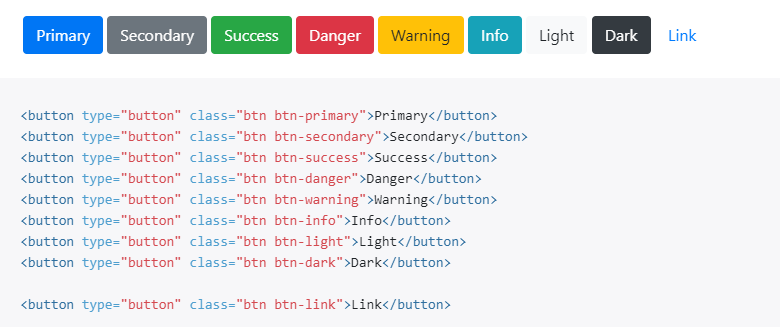 Primary Secondary Success Danger Warning Info Light Dark Link
<button type="button" class="btn btn-primary">Primary</button>
<button type="button" class="btn btn-secondary">Secondary</button>
<button type="button" class="btn btn-success">Success</button>
<button type="button" class="btn btn-danger">Danger</button>
<button type="button" class="btn btn-warning">Warning</button>
<button type="button" class="btn btn-info">Info</button>
<button type="button" class="btn btn-light">Light</button>
<button type="button" class="btn btn-dark">Dark</button>
<button type="button" class="btn btn-link">Link</button>